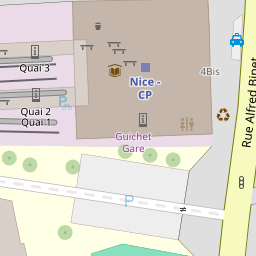 Quai 3
Nice -
CP
4Bis
Quai 2
Quai 1
Guichet
Gare
Rue Alfred Binet
P
P